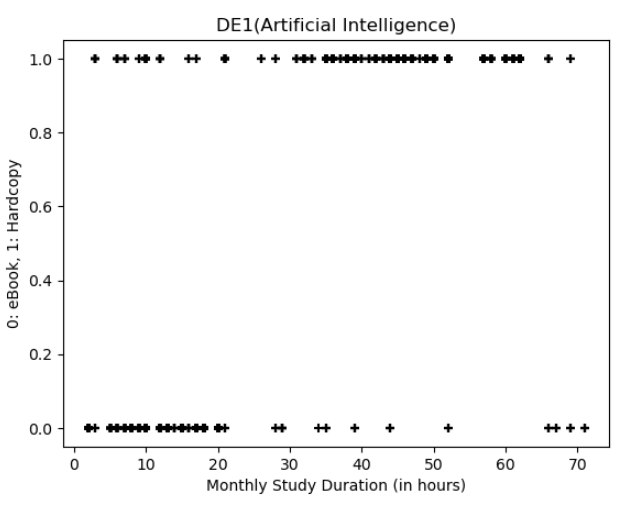 DE1(Artificial Intelligence)
1.0
0.8
0.6
0.4
0.2
0.0
0: eBook, 1: Hardcopy
0 10 20 30 40 50 60 70
Monthly Study Duration (in hours)